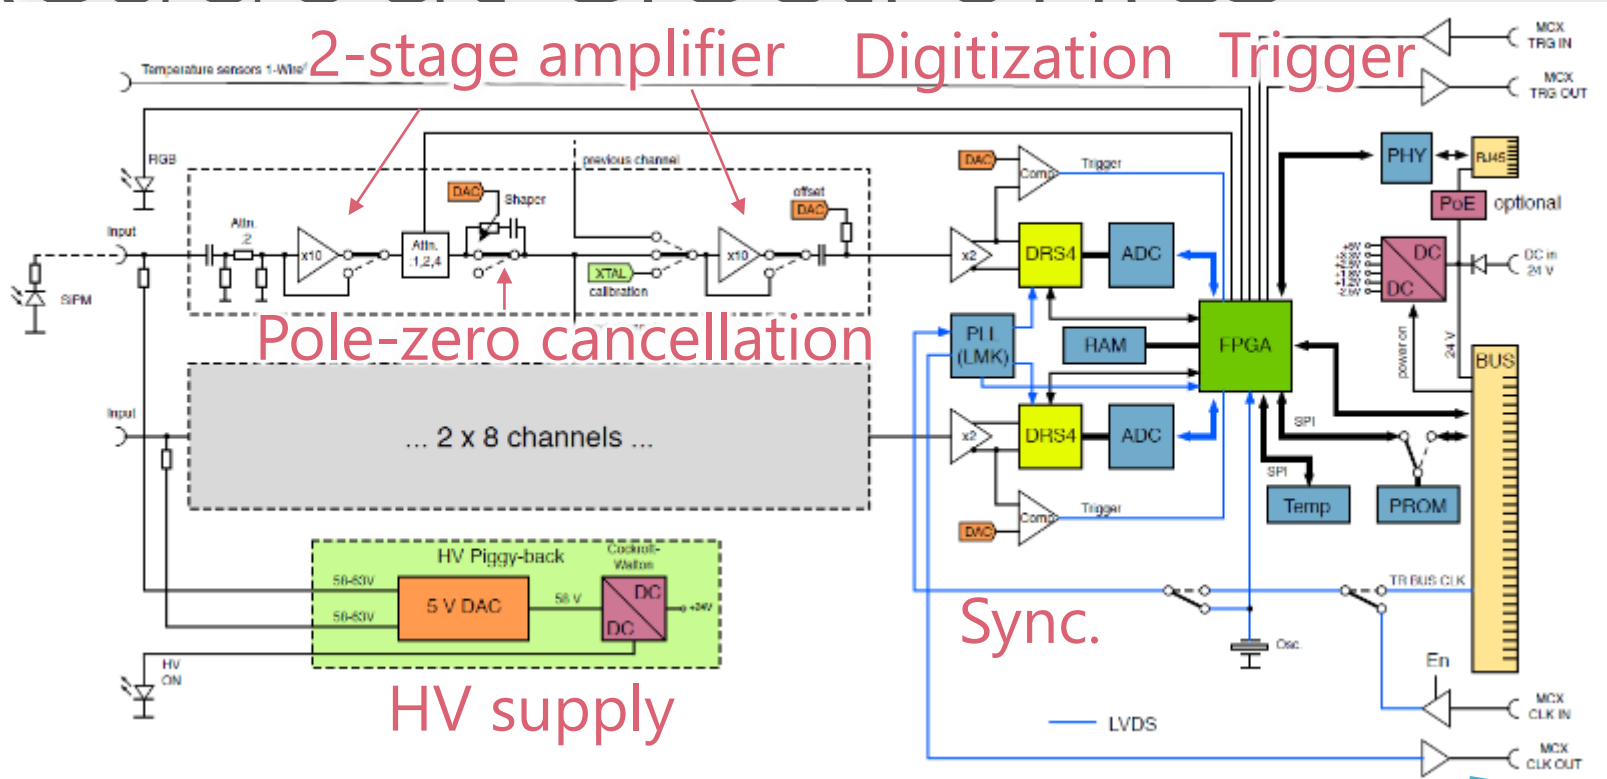 2-stage amplifier
Digitization
Trigger
MCX
TRG IN
Temperature sensors 1-Wire
MCX
TRG OUT
RGB
previous channel
DAC
Trigger
Comp
PHY
RJ45
PoE
optional
DAC
Shaper
offset
DAC
Input
Attn.
.2
x10
Attn.
:1,2,4
x10
x2
DRS4
ADC
DC
DC
DC in
24 V
XTAL
calibration
SiPM
Pole-zero cancellation
PLL
(LMK)
RAM
FPGA
power on
24 V
BUS
Input
... 2 x 8 channels ...
x2
DRS4
ADC
SPI
SPI
Temp
PROM
DAC
Comp
Trigger
HV Piggy-back
Cockroft-
Walton
58-63V
58-63V
5 V DAC
58 V
DC
DC
+24V
TR BUS CLK
Sync.
Osc.
HV
ON
En
HV supply
LVDS
MCX
CLK IN
MCX
CLK OUT